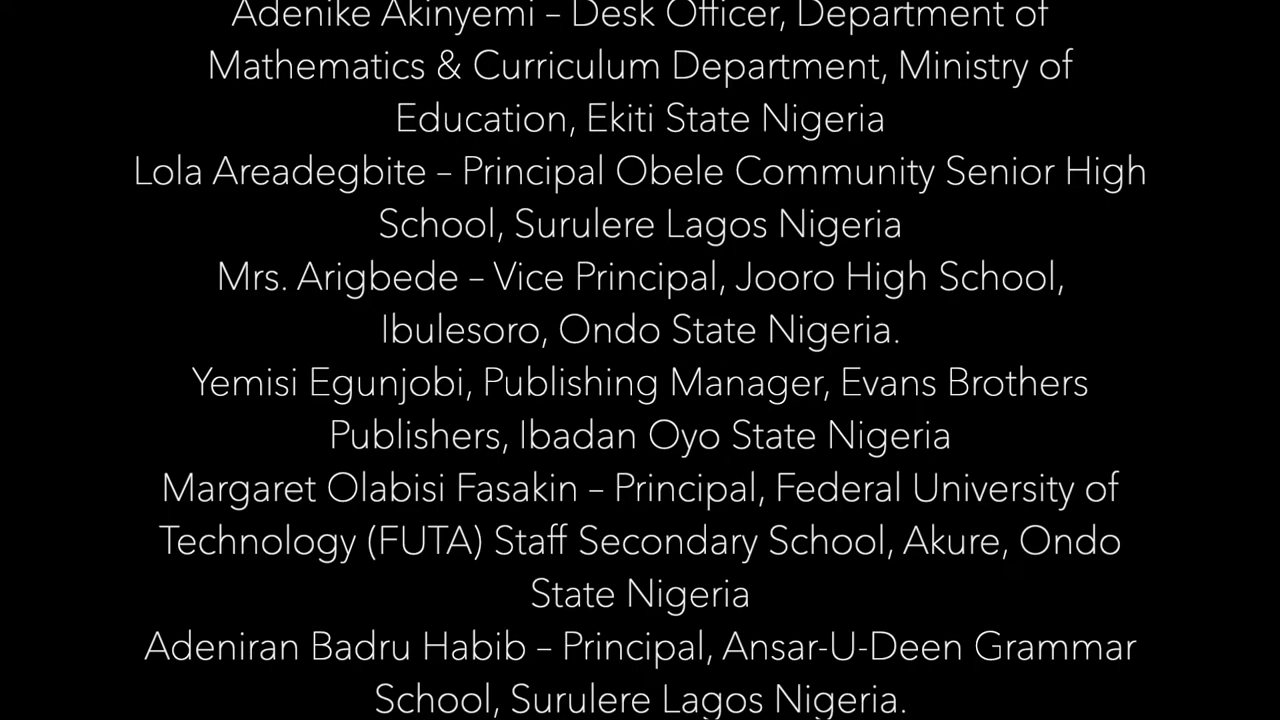 Adenike Akinyemi – Desk Officer, Department of
Mathematics & Curriculum Department, Ministry of
Education, Ekiti State Nigeria
Lola Areadegbite – Principal Obele Community Senior High
School, Surulere Lagos Nigeria
Mrs. Arigbede – Vice Principal, Jooro High School,
Ibulesoro, Ondo State Nigeria.
Yemisi Egunjobi, Publishing Manager, Evans Brothers
Publishers, Ibadan Oyo State Nigeria
Margaret Olabisi Fasakin – Principal, Federal University of
Technology (FUTA) Staff Secondary School, Akure, Ondo
State Nigeria
Adeniran Badru Habib – Principal, Ansar-U-Deen Grammar
School, Surulere Lagos Nigeria.